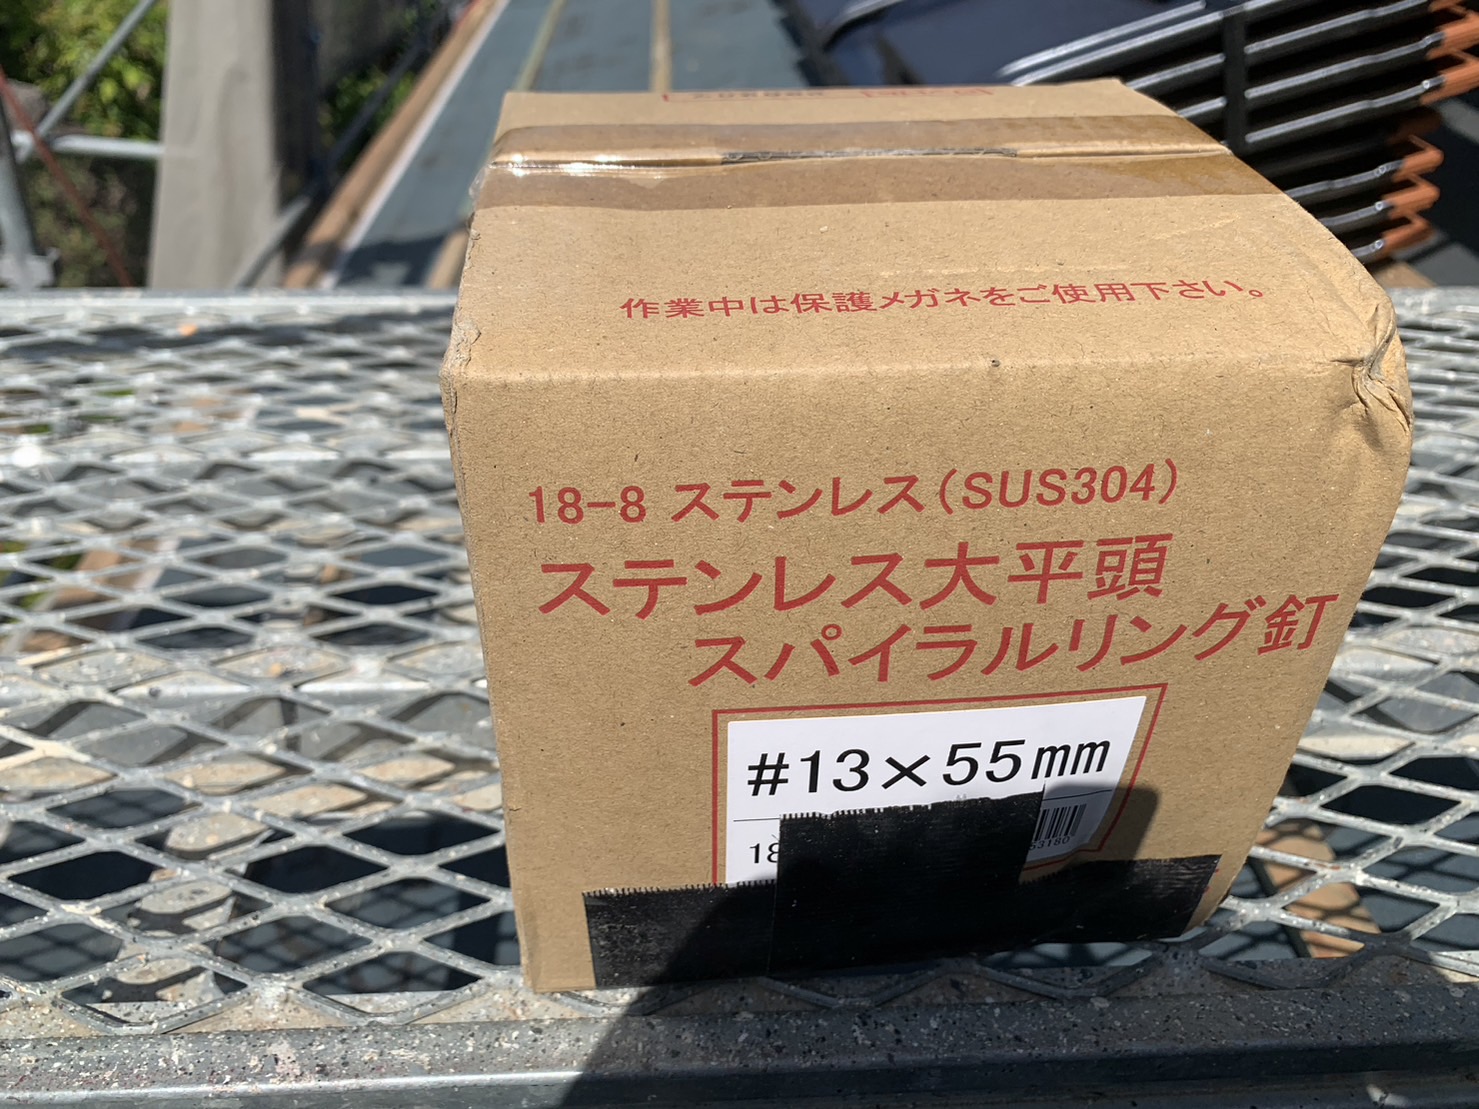 作業中は保護メガネをご使用下さい。
18-8 ステンレス(SUS304)
ステンレス大平頭
スパイラルリング釘
#13×55mm
18
53180